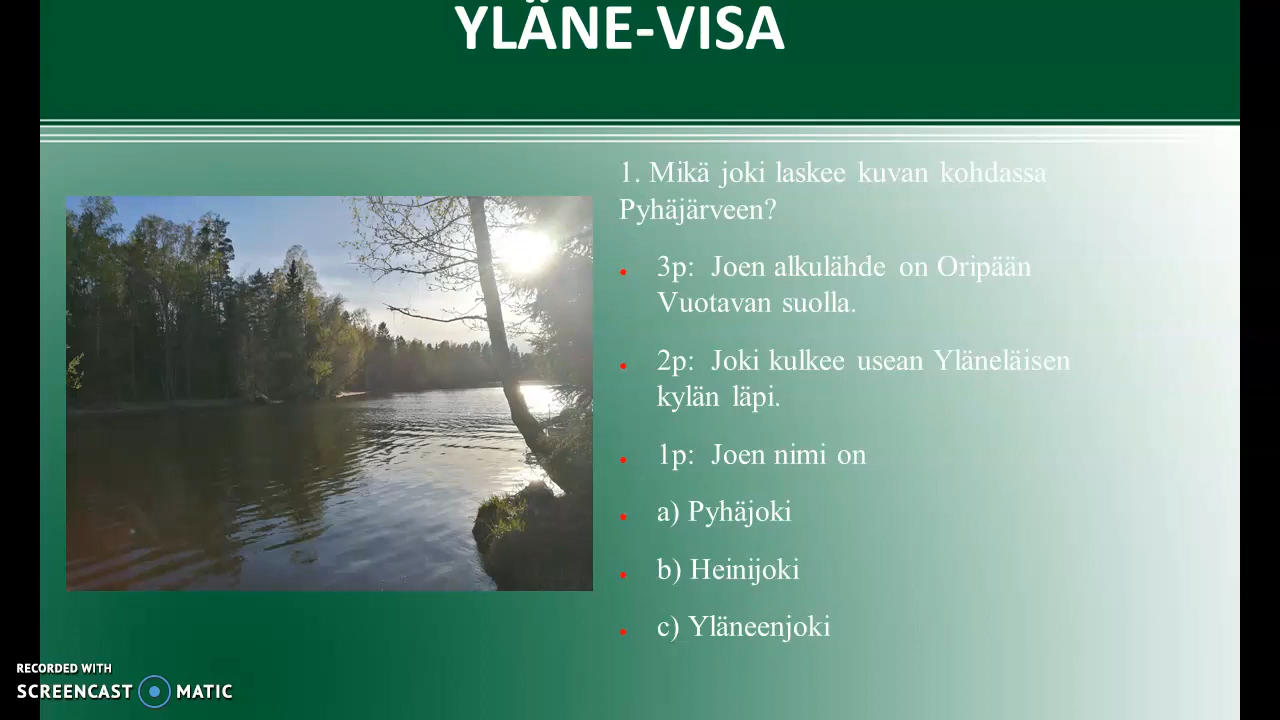 YLÄNE-VISA
1. Mikä joki laskee kuvan kohdassa
Pyhäjärveen?
3p: Joen alkulähde on Oripään
Vuotavan suolla.
2p: Joki kulkee usean Yläneläisen
kylän läpi.
1p: Joen nimi on
a) Pyhäjoki
b) Heinijoki
c) Yläneenjoki
RECORDED WITH
SCREENCAST MATIC